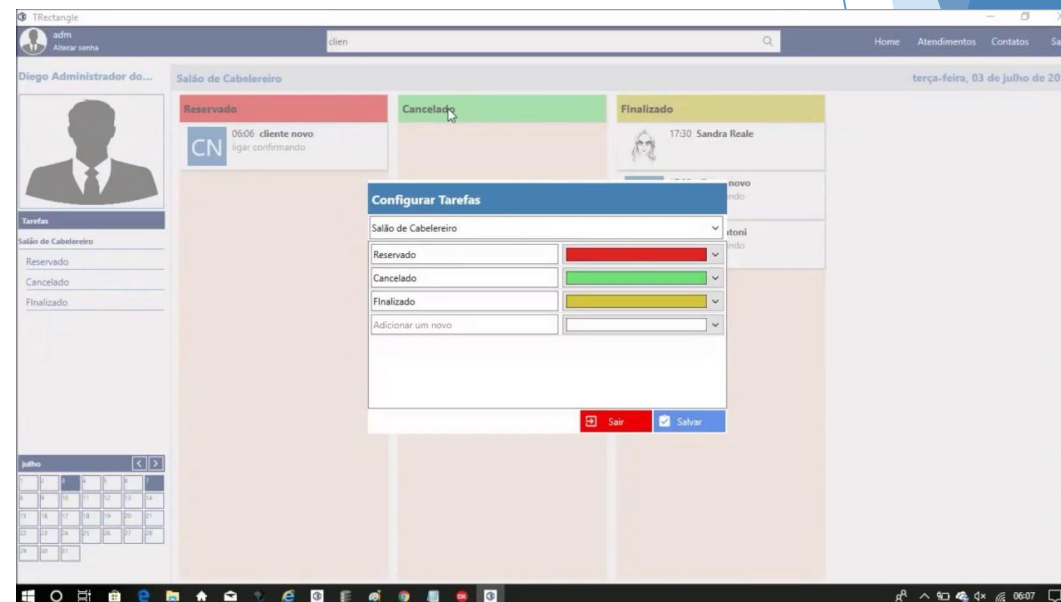 TRectangle
adm
Alterar senha
clien
Home Atendimentos Contatos
Diego Administrador do...
Salão de Cabelereiro
terça-feira, 03 de julho de 20
Reservado
Cancelado
FInalizado
CN
06:06 cliente novo
ligar confirmando
17:30 Sandra Reale
novo
Configurar Tarefas
Salão de Cabelereiro
Reservado
Cancelado
FInalizado
Adicionar um novo
Sair
Salvar
Tarefas
Salão de Cabelereiro
Reservado
Cancelado
FInalizado
julho
1 2 3 4 5 6 7
8 9 10 11 12 13 14
15 16 17 18 19 20 21
22 23 24 25 26 27 28
29 30 31
06:07